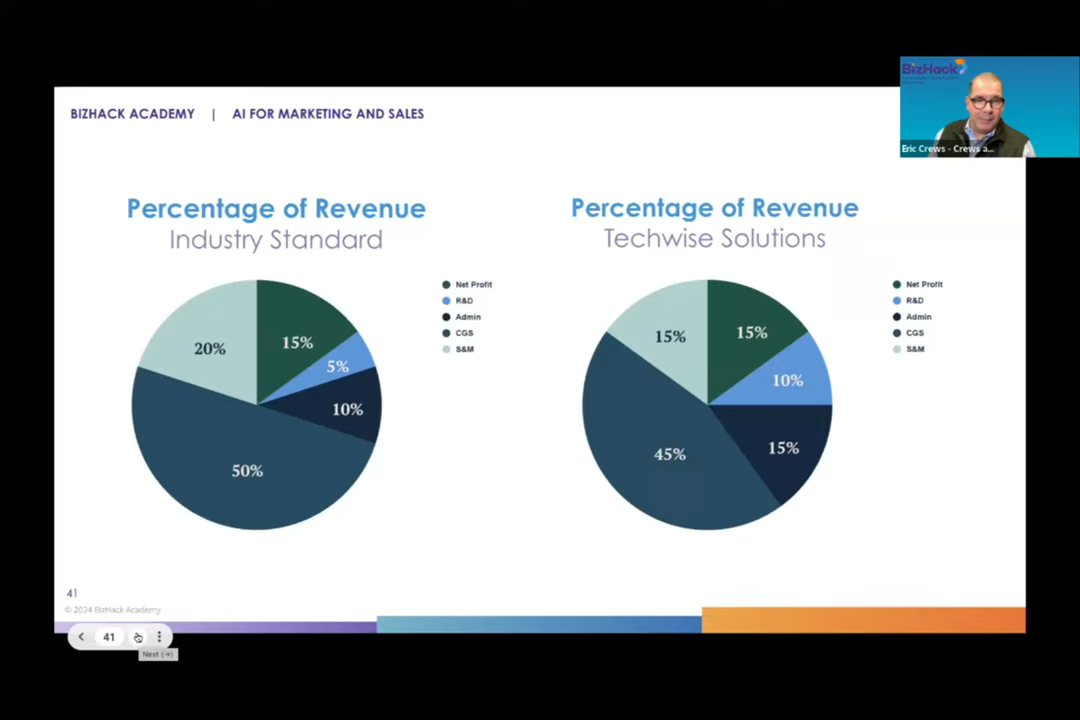 BizHack
Eric Crews - Crews a...
BIZHACK ACADEMY | AI FOR MARKETING AND SALES
Percentage of Revenue
Industry Standard
Net Profit
R&D
Admin
CGS
S&M
20%
15%
5%
10%
50%
Percentage of Revenue
Techwise Solutions
Net Profit
R&D
Admin
CGS
S&M
15%
15%
10%
15%
45%
41
© 2024 BizHack Academy
41
Next (→)